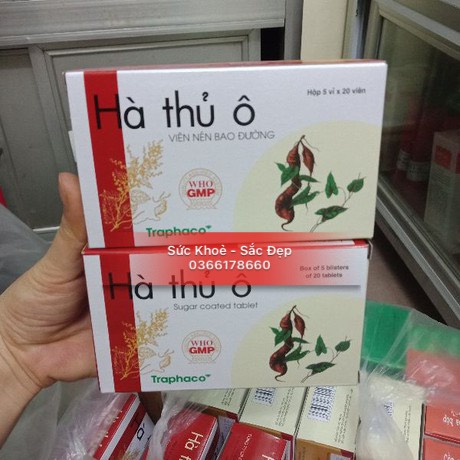 Hà thủ ô
Hộp 5 vỉ x 20 viên
VIÊN NÉN BAO ĐƯỜNG
WHO
GMP
Traphaco
Sức Khoẻ - Sắc Đẹp
0366178660
Hà thủ ô
Box of 5 blisters
of 20 tablets
Sugar coated tablet
WHO
GMP
Traphaco
Hà